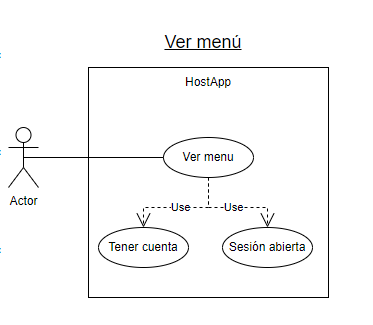 Ver menú
HostApp
Ver menu
Actor
Use
Use
Tener cuenta
Sesión abierta